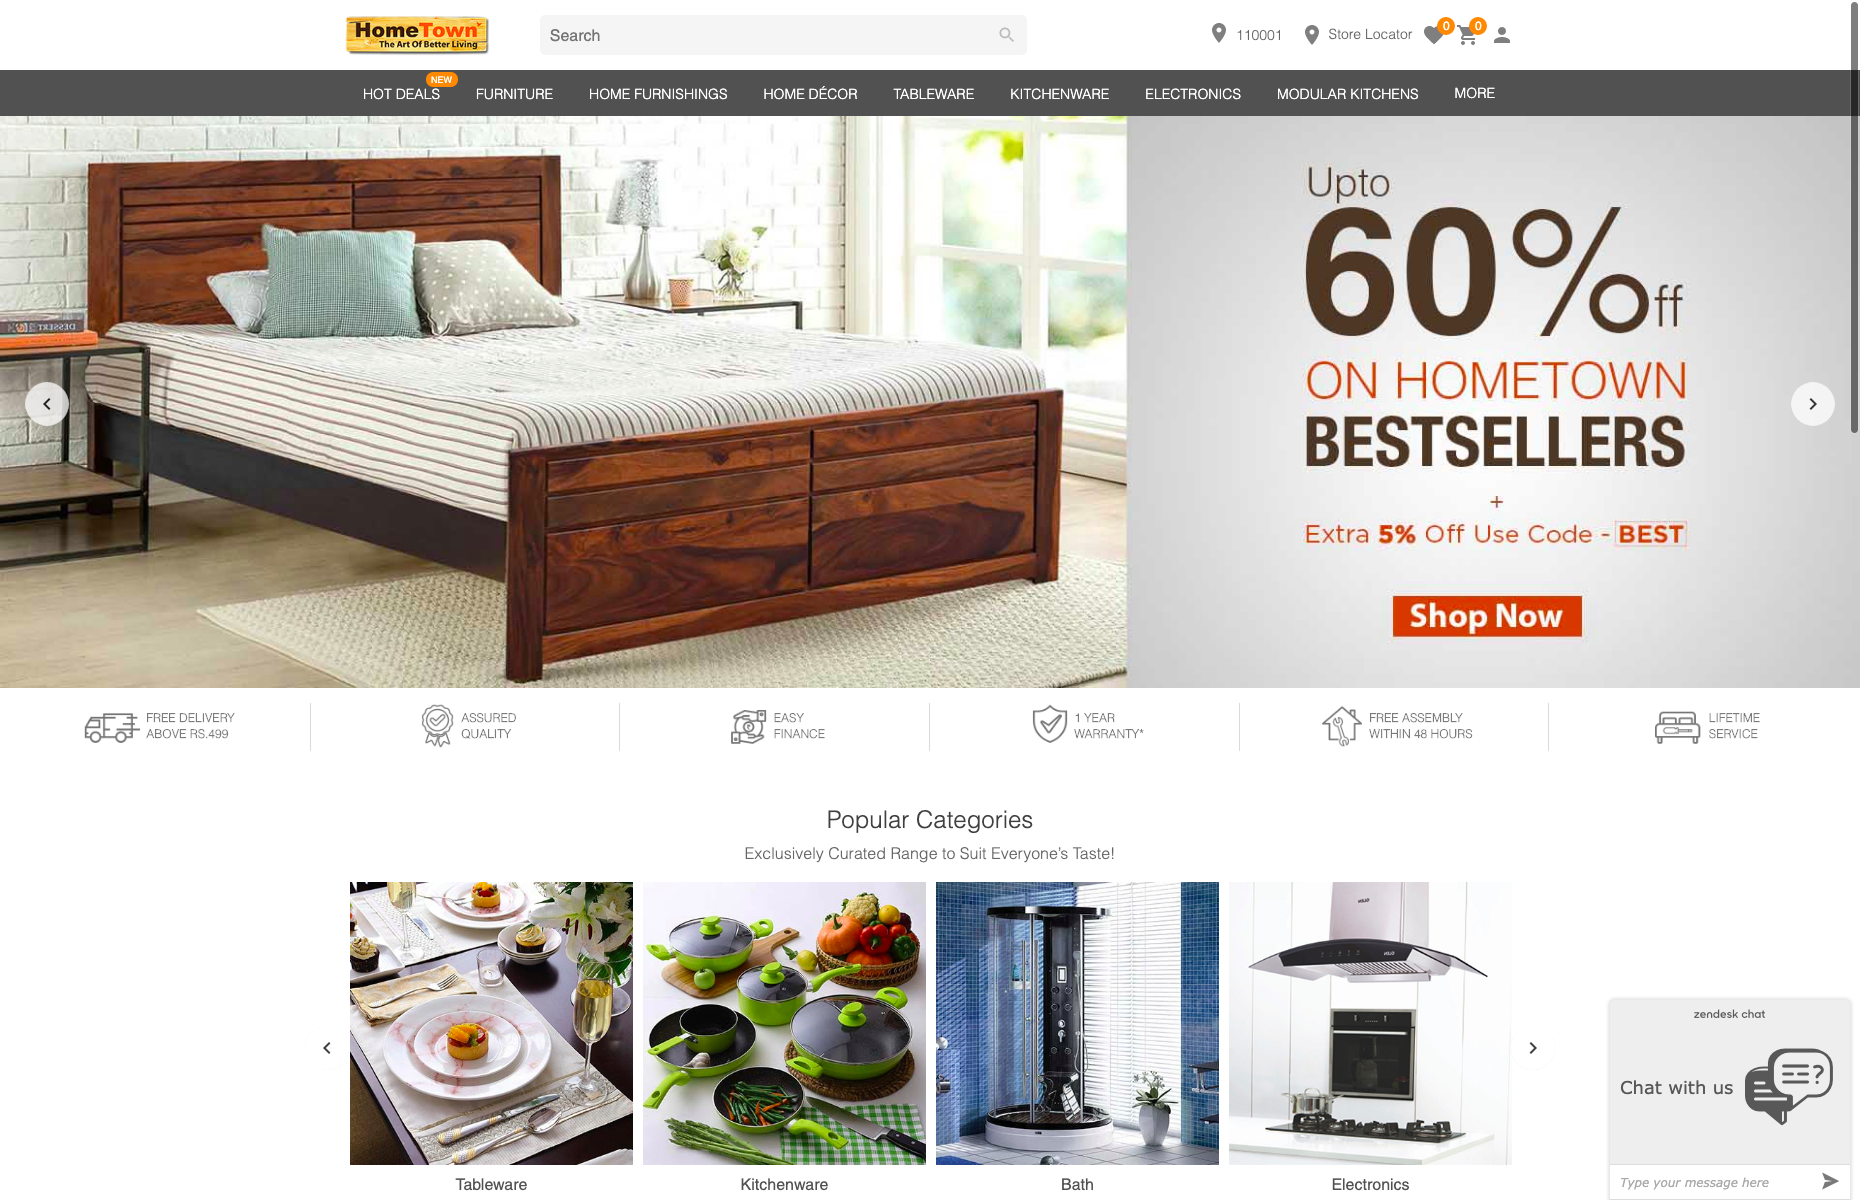 HomeTown
The Art Of Better Living
Search
110001
Store Locator
0
0
NEW
HOT DEALS
FURNITURE
HOME FURNISHINGS
HOME DÉCOR
TABLEWARE
KITCHENWARE
ELECTRONICS
MODULAR KITCHENS
MORE
DESSERT
Upto
60%off
ON HOMETOWN
BESTSELLERS
+
Extra 5% Off Use Code - BEST
Shop Now
FREE DELIVERY
ABOVE RS.499
ASSURED
QUALITY
EASY
FINANCE
1 YEAR
WARRANTY*
FREE ASSEMBLY
WITHIN 48 HOURS
LIFETIME
SERVICE
Popular Categories
Exclusively Curated Range to Suit Everyone's Taste!
Tableware
Kitchenware
Bath
Electronics
zendesk chat
Chat with us
Type your message here